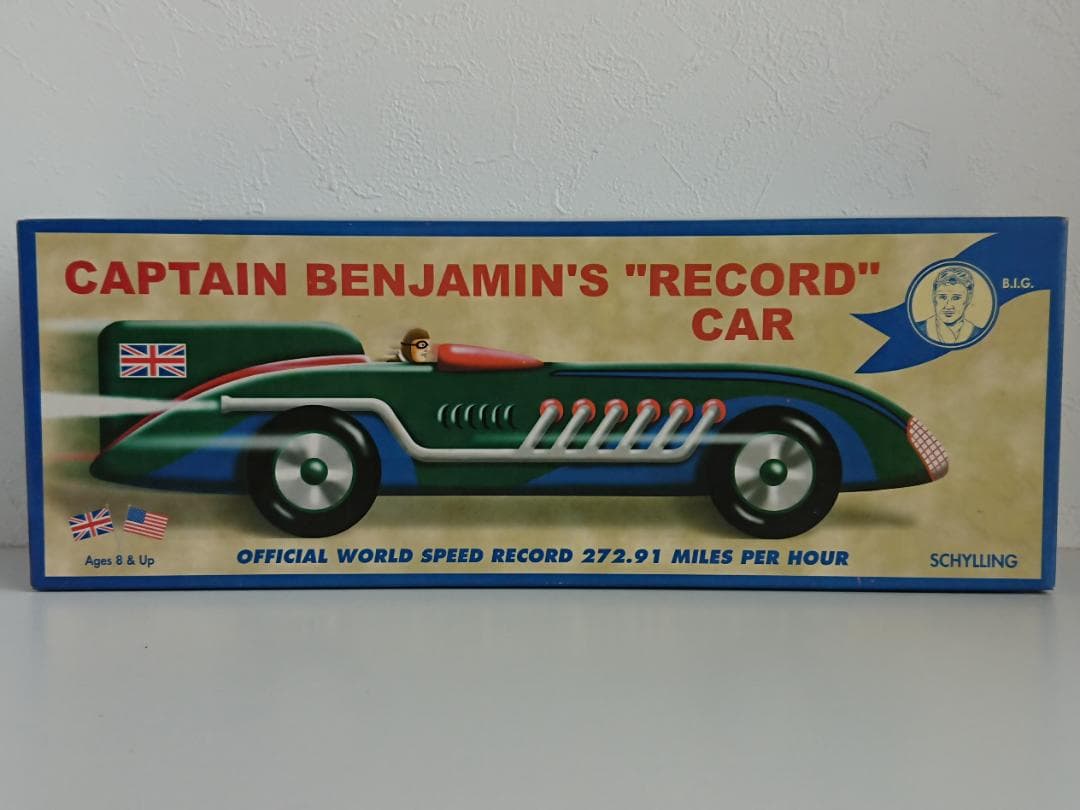 CAPTAIN BENJAMIN'S "RECORD"
CAR
B.I.G.
Ages 8 & Up
OFFICIAL WORLD SPEED RECORD 272.91 MILES PER HOUR
SCHYLLING